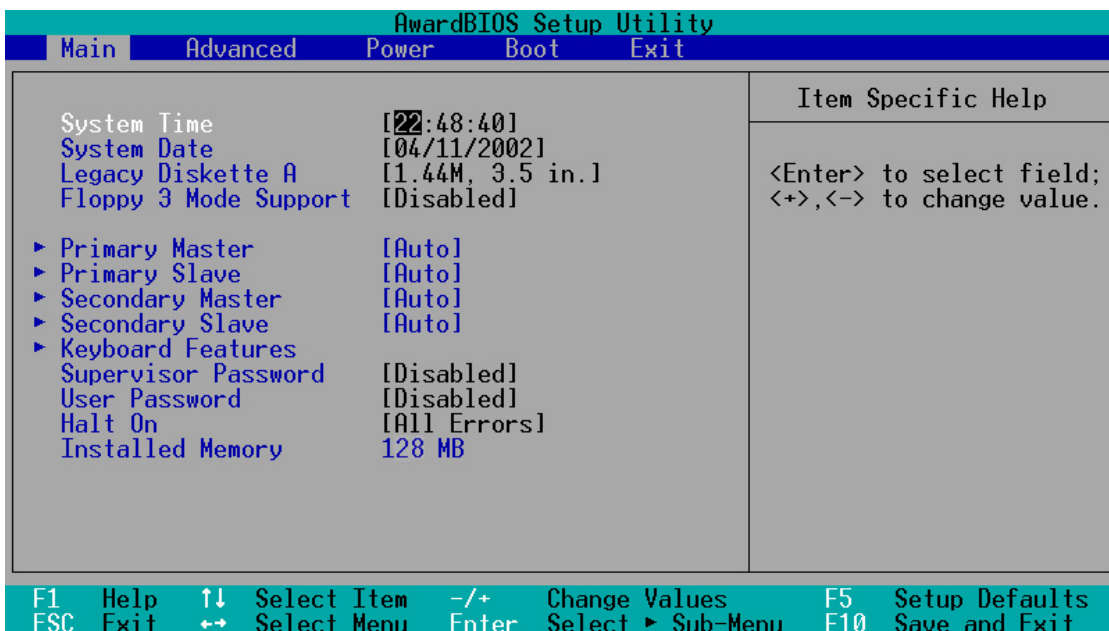 AwardBIOS Setup Utility
Main Advanced Power Boot Exit
Item Specific Help
System Time [22:48:40]
System Date [04/11/2002]
Legacy Diskette A [1.44M, 3.5 in.]
Floppy 3 Mode Support [Disabled]
<Enter> to select field;
<+>,<-> to change value.
► Primary Master [Auto]
► Primary Slave [Auto]
► Secondary Master [Auto]
► Secondary Slave [Auto]
► Keyboard Features
Supervisor Password [Disabled]
User Password [Disabled]
Halt On [All Errors]
Installed Memory 128 MB
F1 Help ↑↓ Select Item -/+ Change Values F5 Setup Defaults
ESC Exit ←→ Select Menu Enter Select ► Sub-Menu F10 Save and Exit